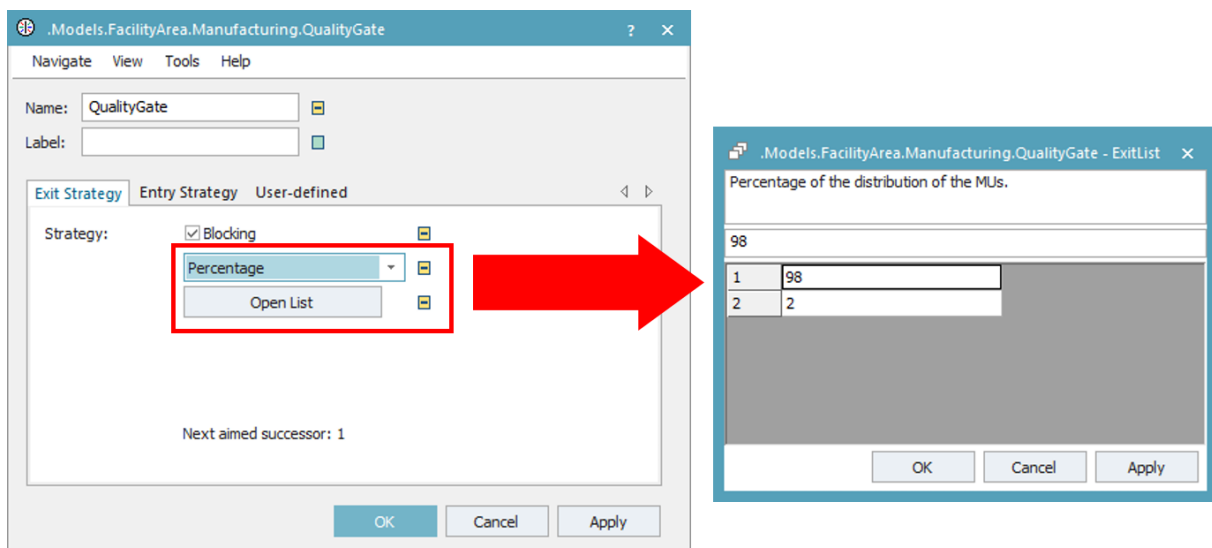 .Models.FacilityArea.Manufacturing.QualityGate ? ×
Navigate View Tools Help
Name: QualityGate
Label:
Exit Strategy Entry Strategy User-defined
Strategy: Blocking
Percentage
Open List
Next aimed successor: 1
OK Cancel Apply
.Models.FacilityArea.Manufacturing.QualityGate - ExitList ×
Percentage of the distribution of the MUs.
98
1 98
2 2
OK Cancel Apply